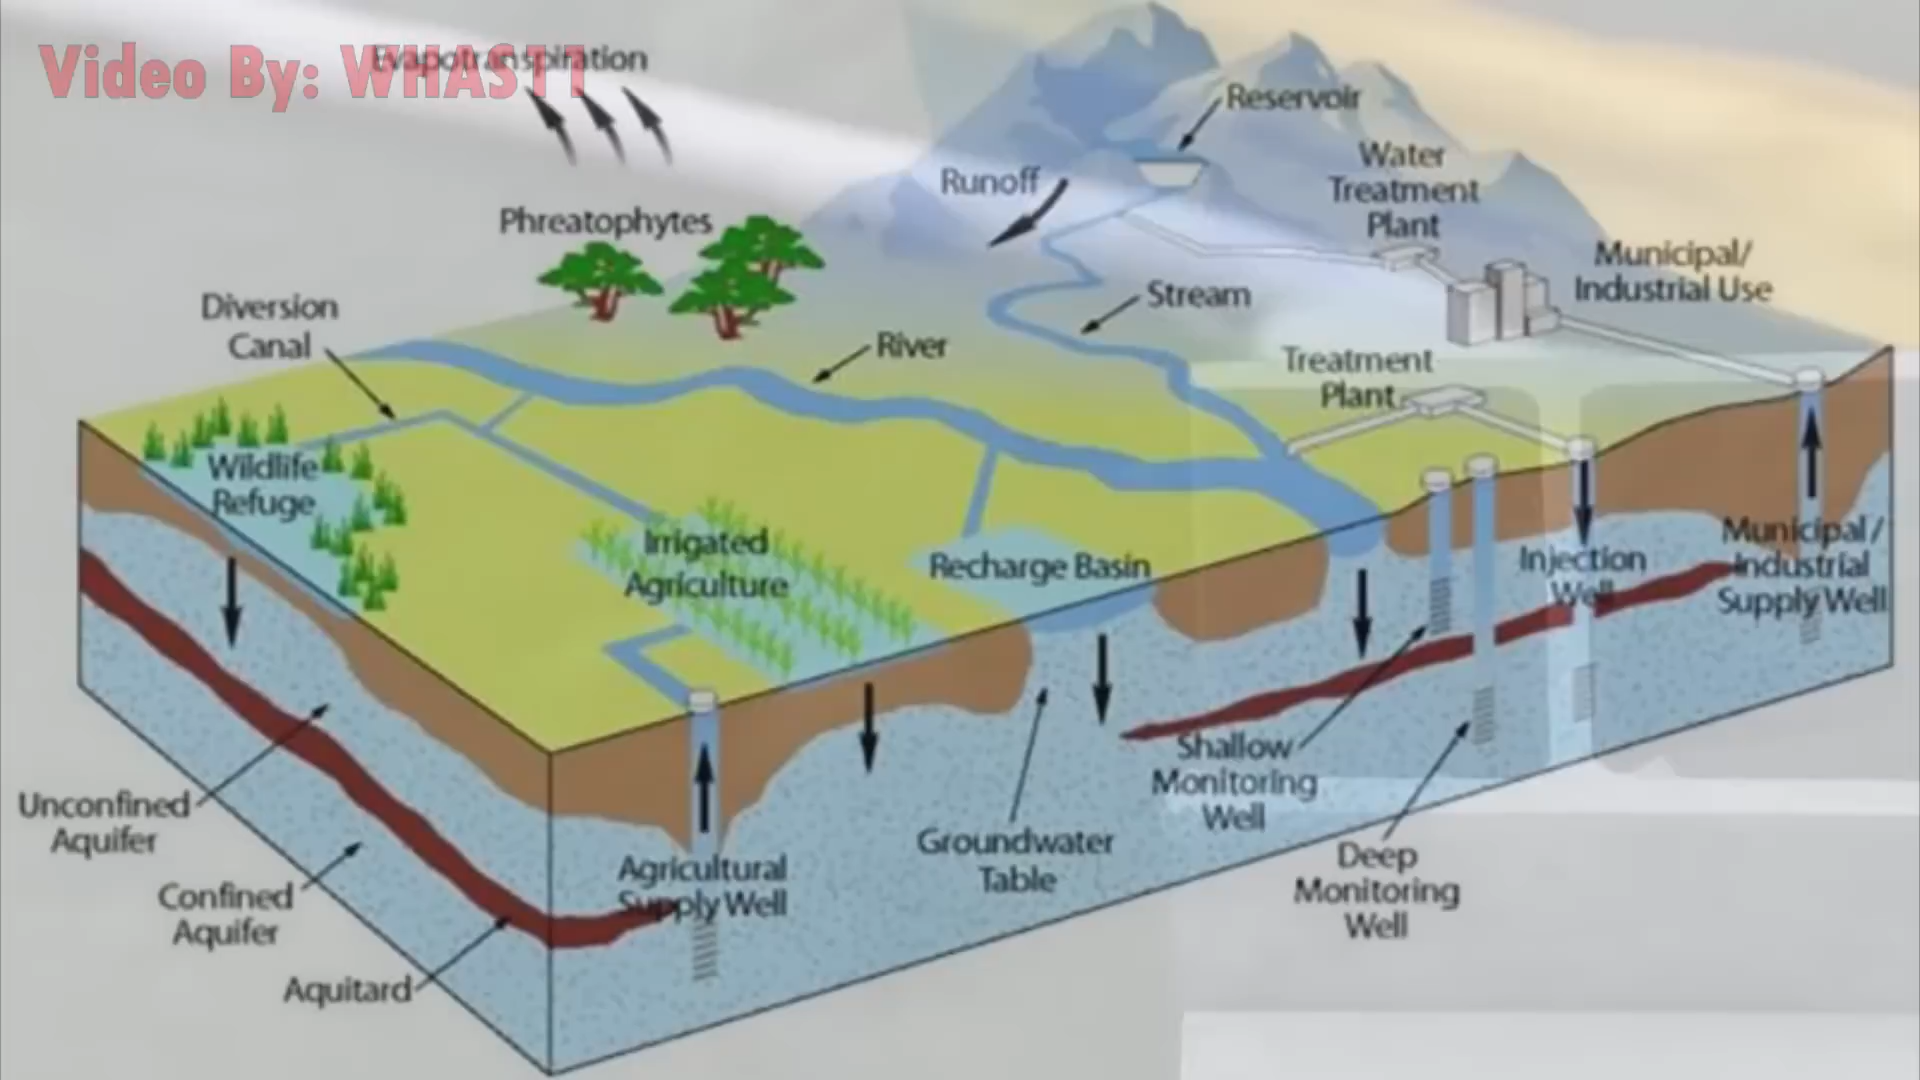 Video By: WHAS11
Evapotranspiration
Reservoir
Water
Treatment
Plant
Runoff
Phreatophytes
Municipal/
Industrial Use
Diversion
Canal
Stream
River
Treatment
Plant
Wildlife
Refuge
Irrigated
Agriculture
Recharge Basin
Injection
Well
Municipal/
Industrial
Supply Well
Shallow
Monitoring
Well
Unconfined
Aquifer
Groundwater
Table
Deep
Monitoring
Well
Agricultural
Supply Well
Confined
Aquifer
Aquitard